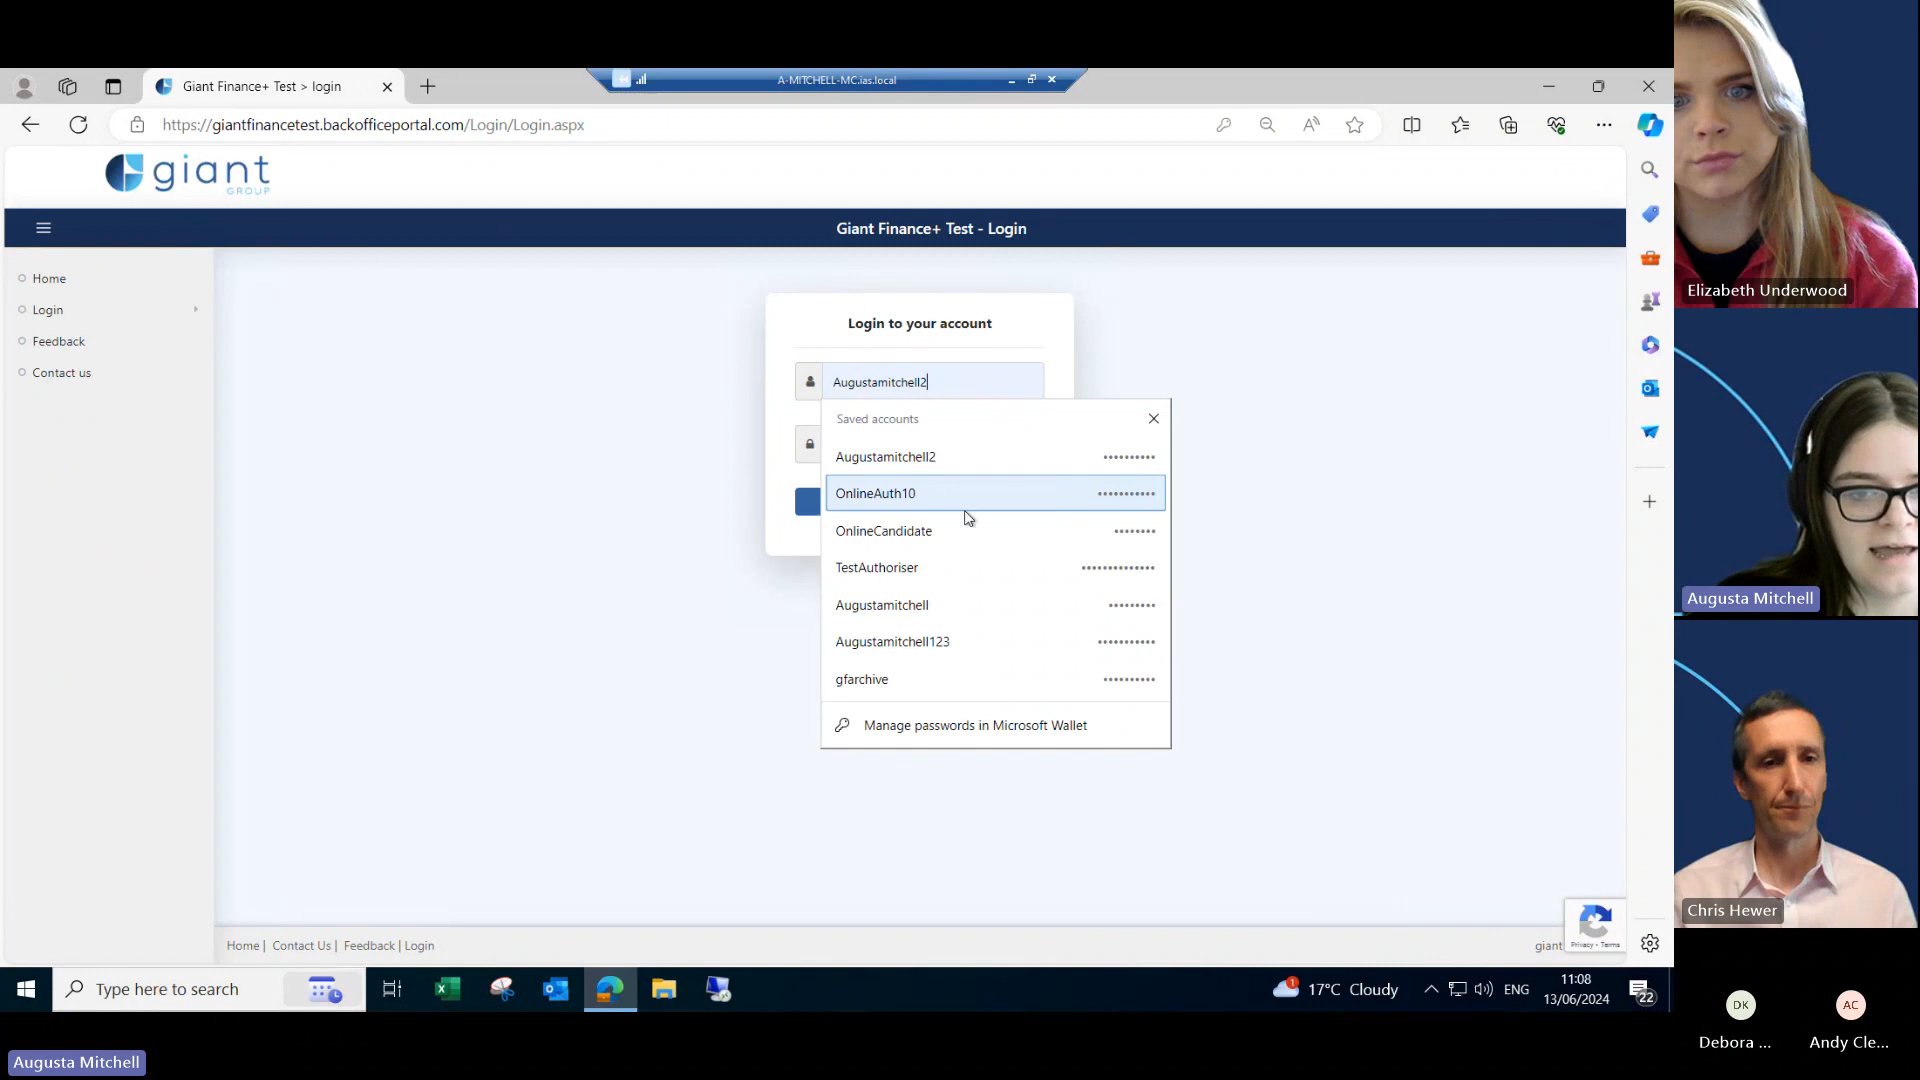 Giant Finance+ Test > login
A-MITCHELL-MC.ias.local
https://giantfinancetest.backofficeportal.com/Login/Login.aspx
giant
GROUP
Giant Finance+ Test - Login
Home
Login
Feedback
Contact us
Login to your account
Augustamitchell2
Saved accounts
Augustamitchell2 ••••••••••
OnlineAuth10 •••••••••••
OnlineCandidate ••••••••
TestAuthoriser ••••••••••••••
Augustamitchell •••••••••
Augustamitchell123 •••••••••••
gfarchive ••••••••••
Manage passwords in Microsoft Wallet
Home | Contact Us | Feedback | Login
giant
Privacy - Terms
Type here to search
1
17°C Cloudy
ENG
11:08
13/06/2024
22
Elizabeth Underwood
Augusta Mitchell
Chris Hewer
DK
Debora ...
AC
Andy Cle...
Augusta Mitchell